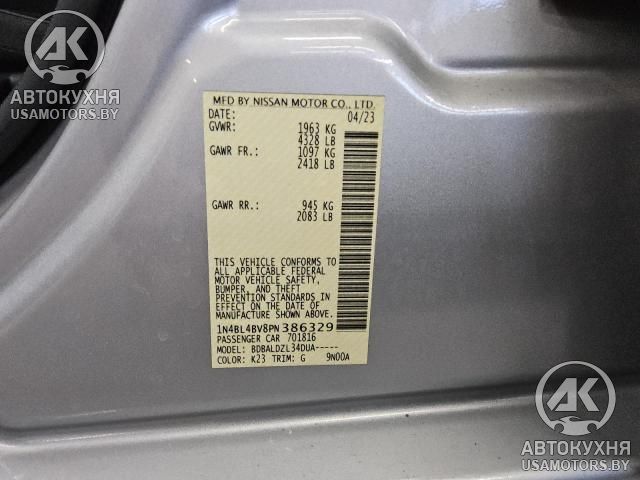 AK
АВТОКУХНЯ
USAMOTORS.BY
MFD BY NISSAN MOTOR CO., LTD.
DATE: 04/23
GVWR: 1963 KG
4328 LB
GAWR FR.: 1097 KG
2418 LB
GAWR RR.: 945 KG
2083 LB
THIS VEHICLE CONFORMS TO
ALL APPLICABLE FEDERAL
MOTOR VEHICLE SAFETY,
BUMPER, AND THEFT
PREVENTION STANDARDS IN
EFFECT ON THE DATE OF
MANUFACTURE SHOWN ABOVE.
1N4BL4BV8PN386329
PASSENGER CAR 701816
MODEL: BDBALDZL34DUA-----
COLOR: K23 TRIM: G 9N00A
AK
АВТОКУХНЯ
USAMOTORS.BY